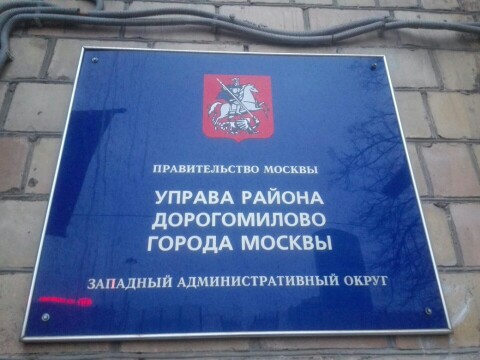 ПРАВИТЕЛЬСТВО МОСКВЫ
УПРАВА РАЙОНА
ДОРОГОМИЛОВО
ГОРОДА МОСКВЫ
ЗАПАДНЫЙ АДМИНИСТРАТИВНЫЙ ОКРУГ